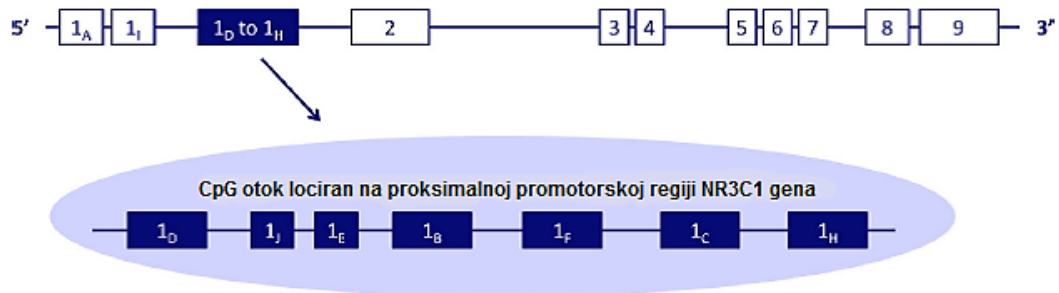 5' 1A 1I 1D to 1H 2 3 4 5 6 7 8 9 3'
CpG otok lociran na proksimalnoj promotorskoj regiji NR3C1 gena
1D 1J 1E 1B 1F 1C 1H